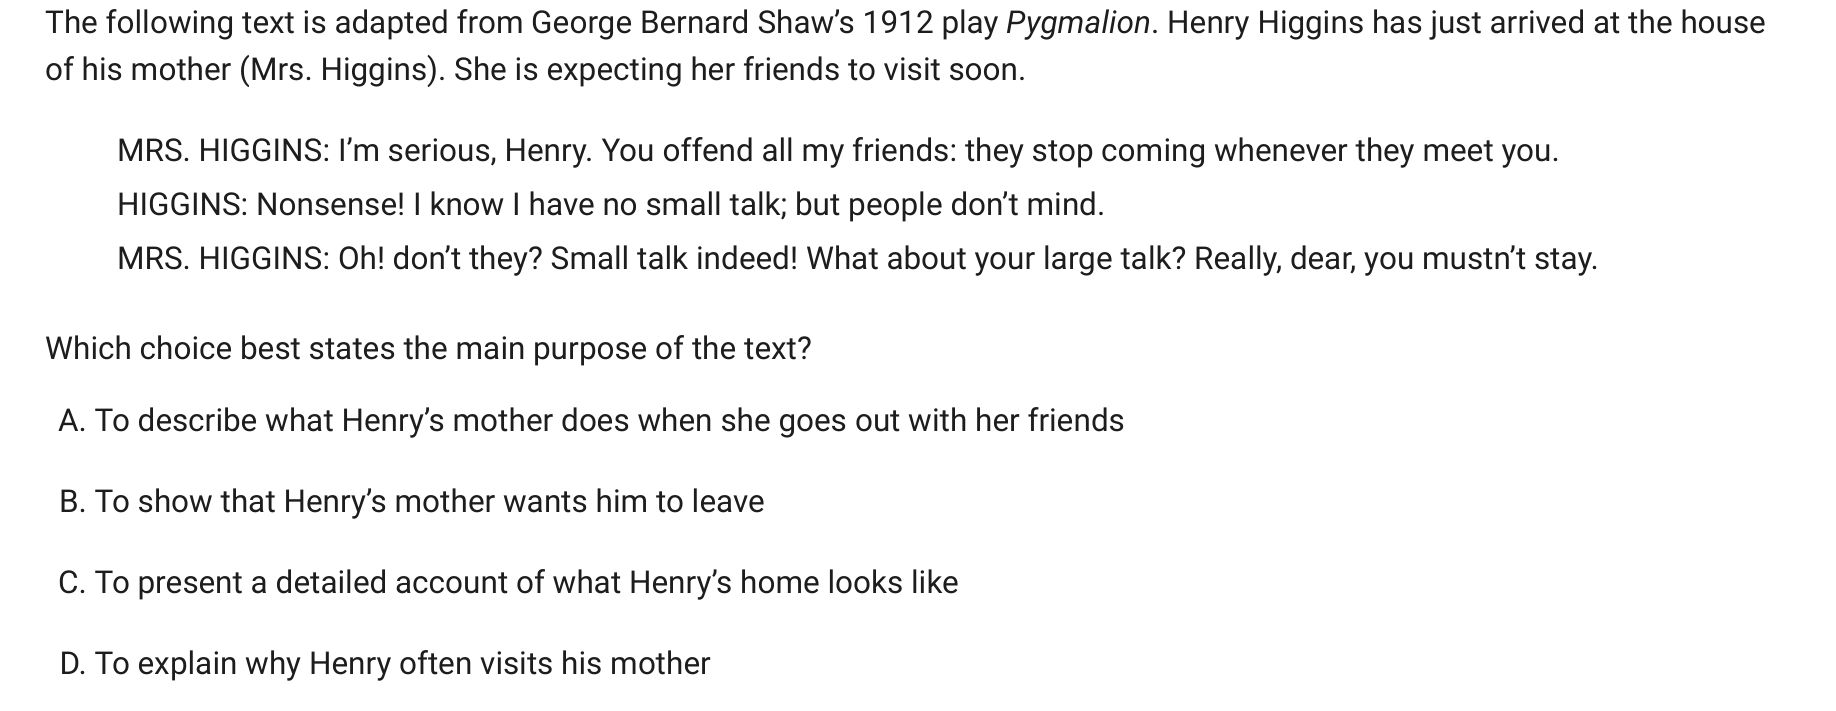 The following text is adapted from George Bernard Shaw’s 1912 play Pygmalion. Henry Higgins has just arrived at the house
of his mother (Mrs. Higgins). She is expecting her friends to visit soon.
MRS. HIGGINS: I’m serious, Henry. You offend all my friends: they stop coming whenever they meet you.
HIGGINS: Nonsense! I know I have no small talk; but people don’t mind.
MRS. HIGGINS: Oh! don’t they? Small talk indeed! What about your large talk? Really, dear, you mustn’t stay.
Which choice best states the main purpose of the text?
A. To describe what Henry’s mother does when she goes out with her friends
B. To show that Henry’s mother wants him to leave
C. To present a detailed account of what Henry’s home looks like
D. To explain why Henry often visits his mother